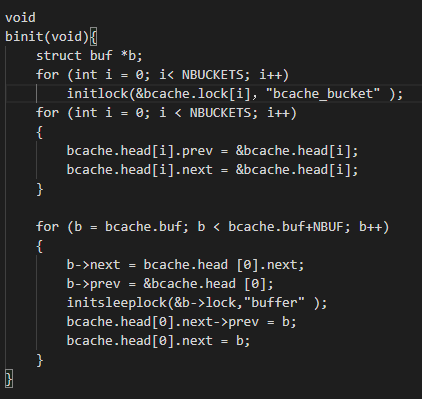 void
binit(void){
    struct buf *b;
    for (int i = 0; i< NBUCKETS; i++)
        initlock(&bcache.lock[i], "bcache_bucket" );
    for (int i = 0; i < NBUCKETS; i++)
    {
        bcache.head[i].prev = &bcache.head[i];
        bcache.head[i].next = &bcache.head[i];
    }

    for (b = bcache.buf; b < bcache.buf+NBUF; b++)
    {
        b->next = bcache.head [0].next;
        b->prev = &bcache.head [0];
        initsleeplock(&b->lock,"buffer" );
        bcache.head[0].next->prev = b;
        bcache.head[0].next = b;
    }
}